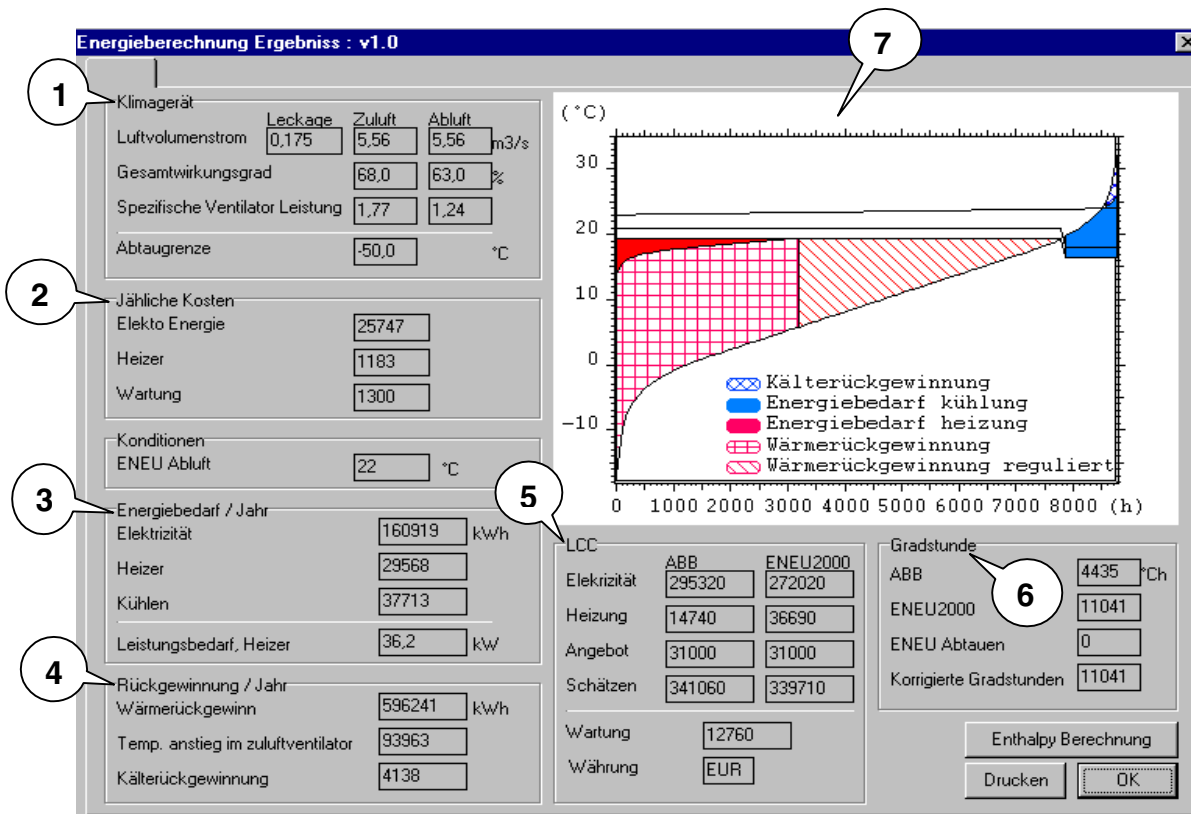 Energieberechnung Ergebniss : v1.0
1
Klimagerät
Leckage Zuluft Abluft
Luftvolumenstrom 0,175 5,56 5,56 m3/s
Gesamtwirkungsgrad 68,0 63,0 %
Spezifische Ventilator Leistung 1,77 1,24
Abtaugrenze -50,0 °C
2
Jähliche Kosten
Elekto Energie 25747
Heizer 1183
Wartung 1300
Konditionen
ENEU Abluft 22 °C
3
Energiebedarf / Jahr
Elektrizität 160919 kWh
Heizer 29568
Kühlen 37713
Leistungsbedarf, Heizer 36,2 kW
4
Rückgewinnung / Jahr
Wärmerückgewinn 596241 kWh
Temp. anstieg im zuluftventilator 93963
Kälterückgewinnung 4138
7
(°C)
30
20
10
0
-10
Kälterückgewinnung
Energiebedarf kühlung
Energiebedarf heizung
Wärmerückgewinnung
Wärmerückgewinnung reguliert
0 1000 2000 3000 4000 5000 6000 7000 8000 (h)
5
LCC
ABB ENEU2000
Elekrizität 295320 272020
Heizung 14740 36690
Angebot 31000 31000
Schätzen 341060 339710
Wartung 12760
Währung EUR
6
Gradstunde
ABB 4435 °Ch
ENEU2000 11041
ENEU Abtauen 0
Korrigierte Gradstunden 11041
Enthalpy Berechnung
Drucken OK